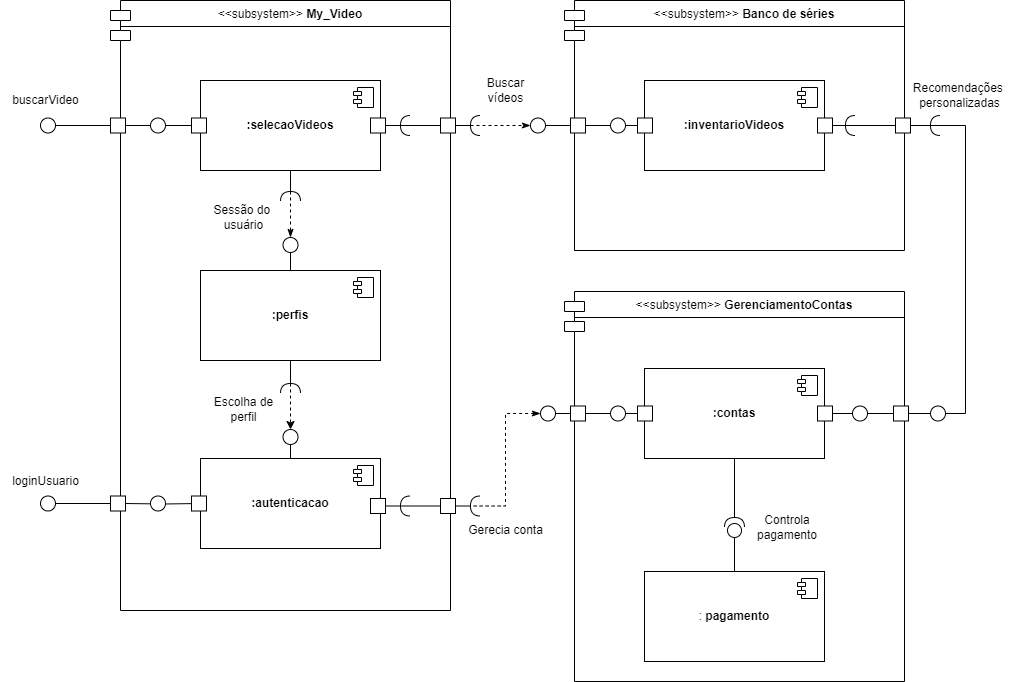 <<subsystem>> My_Video
<<subsystem>> Banco de séries
buscarVideo
:selecaoVideos
Buscar
vídeos
:inventarioVideos
Recomendações
personalizadas
Sessão do
usuário
:perfis
<<subsystem>> GerenciamentoContas
Escolha de
perfil
:contas
loginUsuario
:autenticacao
Gerecia conta
Controla
pagamento
: pagamento